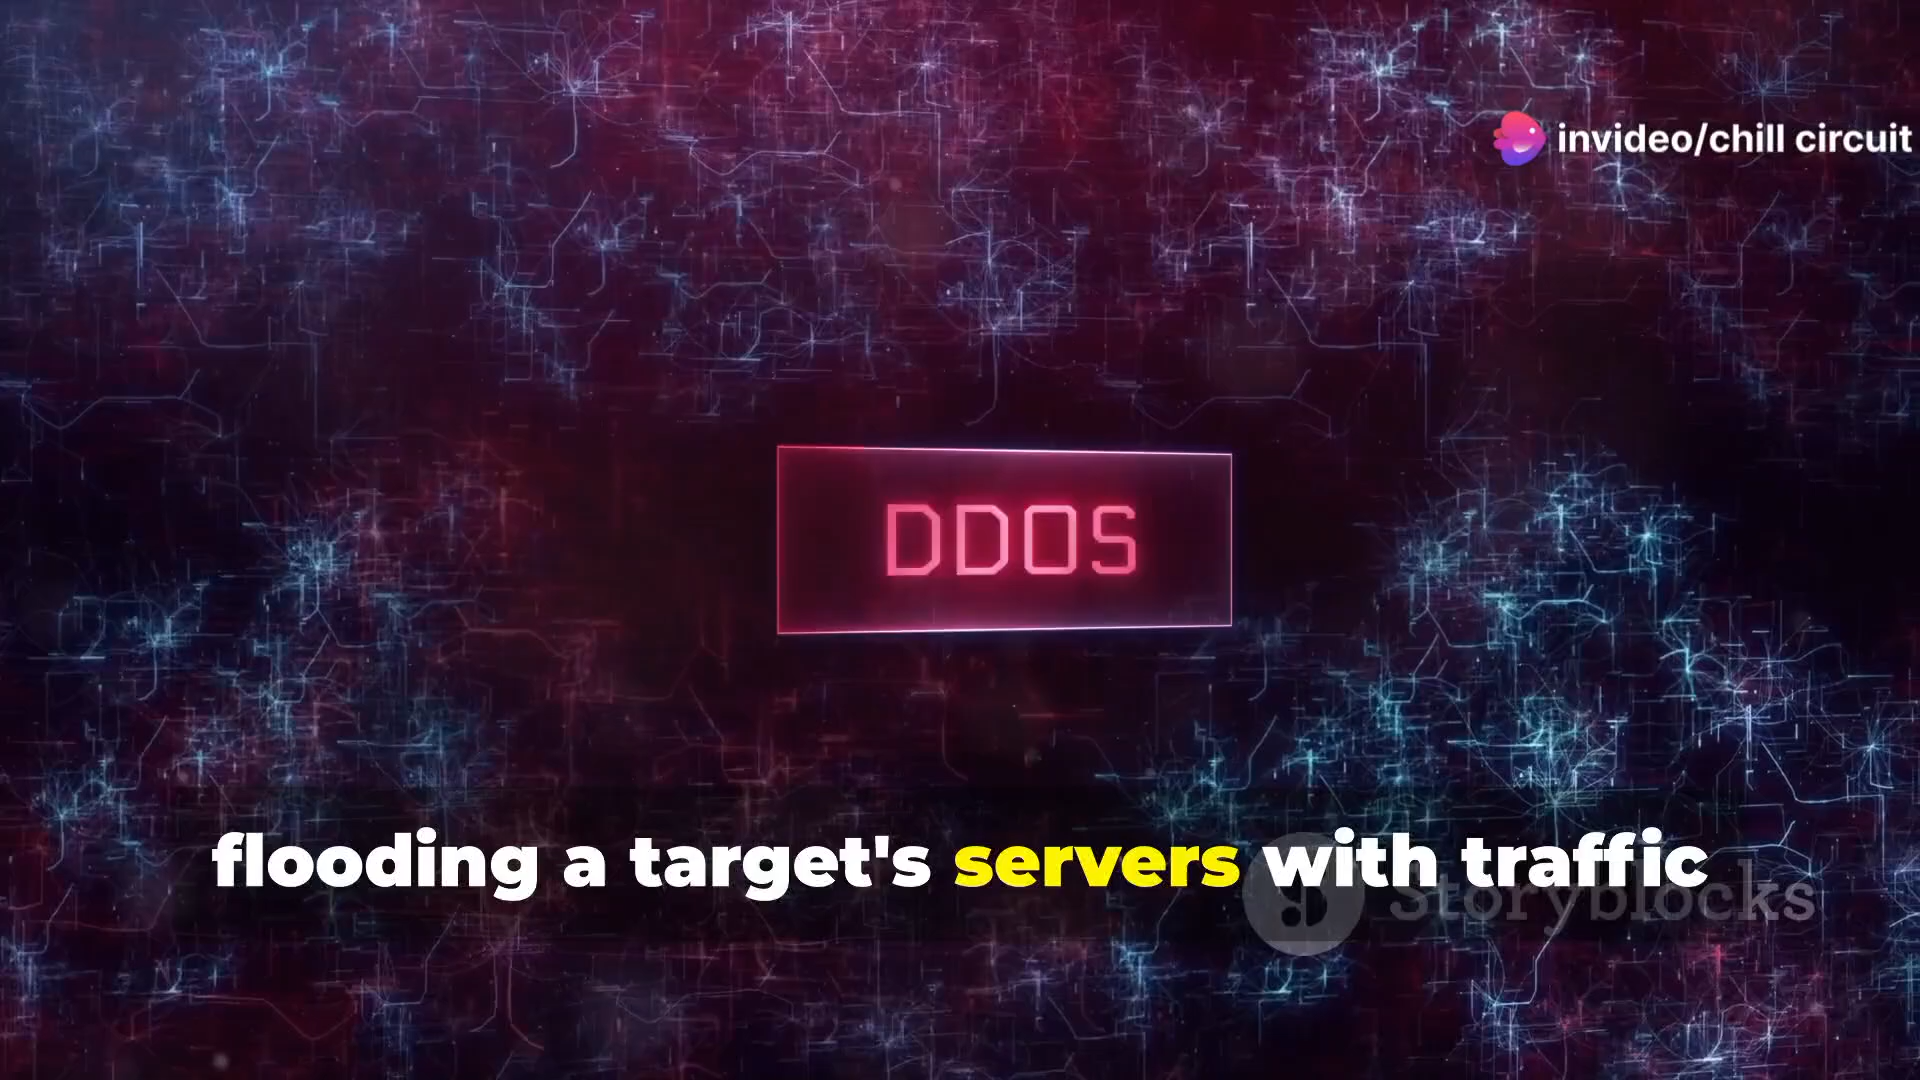 invideo/chill circuit
DDOS
flooding a target's servers with traffic
Storyblocks